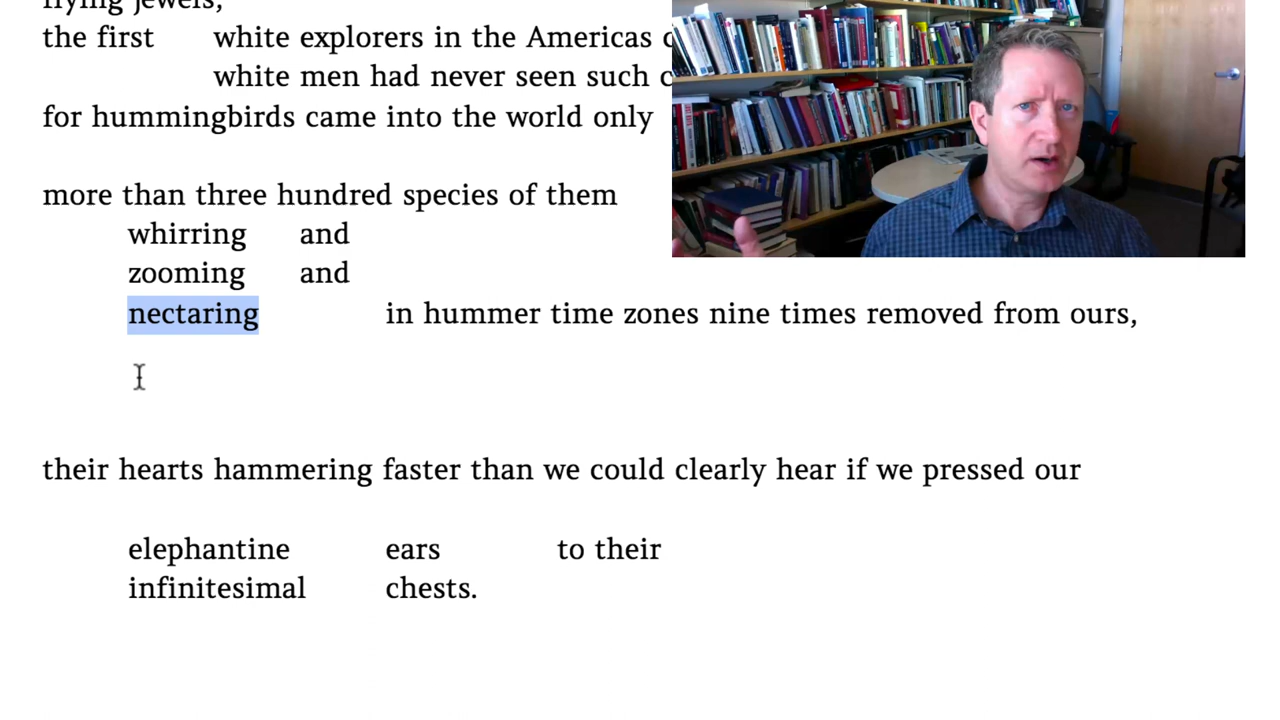 flying jewels,
the first white explorers in the Americas
white men had never seen such
for hummingbirds came into the world only
more than three hundred species of them
whirring and
zooming and
nectaring in hummer time zones nine times removed from ours,
their hearts hammering faster than we could clearly hear if we pressed our
elephantine ears to their
infinitesimal chests.